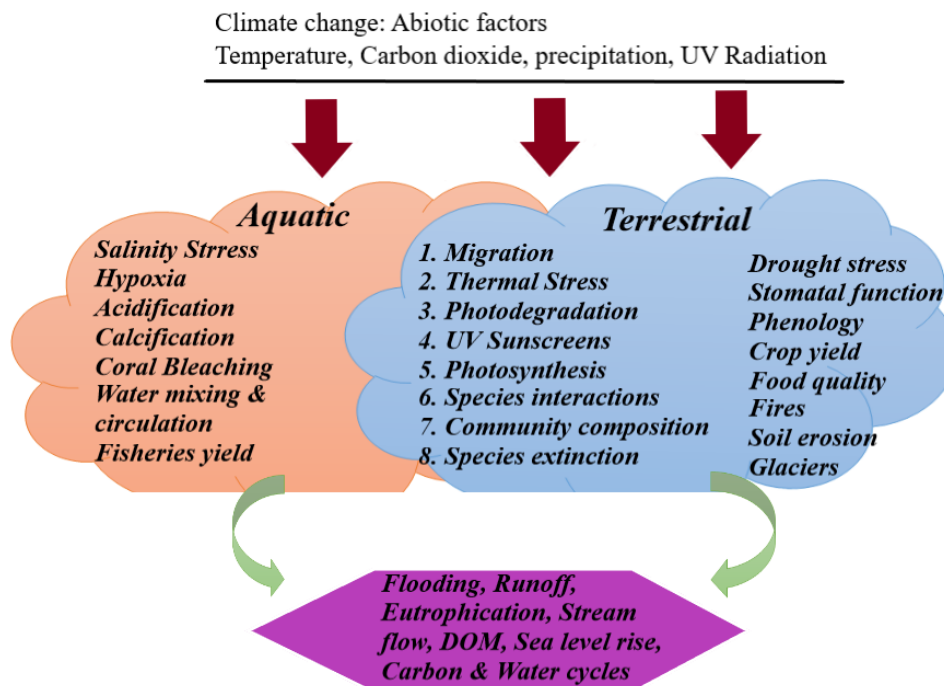 Climate change: Abiotic factors
Temperature, Carbon dioxide, precipitation, UV Radiation
Aquatic
Salinity Strress
Hypoxia
Acidification
Calcification
Coral Bleaching
Water mixing &
circulation
Fisheries yield
Terrestrial
1. Migration
2. Thermal Stress
3. Photodegradation
4. UV Sunscreens
5. Photosynthesis
6. Species interactions
7. Community composition
8. Species extinction
Drought stress
Stomatal function
Phenology
Crop yield
Food quality
Fires
Soil erosion
Glaciers
Flooding, Runoff,
Eutrophication, Stream
flow, DOM, Sea level rise,
Carbon & Water cycles